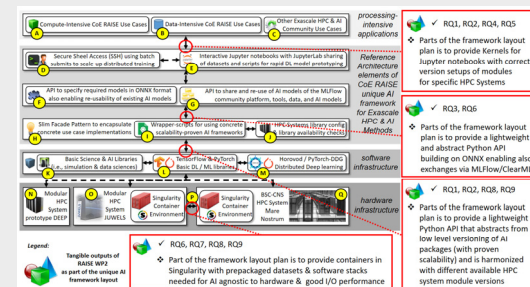 A
Compute-Intensive CoE RAISE Use Cases
B
Data-Intensive CoE RAISE Use Cases
C
Other Exascale HPC & AI
Community Use Cases
processing-
intensive
applications
D
Secure Sheel Access (SSH) using batch
submits to scale up distributed training
E
Interactive Jupyter notebooks with JupyterLab sharing
of datasets and scripts for rapid DL model prototyping
F
API to specify required models in ONNX format
also enabling re-usability of existing AI models
G
API to share and re-use of AI models of the MLFlow
community platform, tools, data, and AI models
H
Slim Facade Pattern to encapsulate
concrete use case implementations
I
Wrapper-scripts for using concrete
scalability-proven AI frameworks
J
HPC Systems library config
& library availability checks
Reference
Architecture
elements of
CoE RAISE
unique AI
framework
for Exascale
HPC & AI
Methods
K
Basic Science & AI Libraries
(i.e., simulation & data sciences)
L
TensorFlow & PyTorch
Basic DL / ML libraries
M
Horovod / PyTorch-DDG
Distributed Deep learning
software
infrastructure
N
Modular
HPC
System
prototype DEEP
O
Modular
HPC
System
JUWELS
Singularity
Container
Environment
P
Singularity
Container
Environment
BSC-CNS
HPC System
Mare
Nostrum
Q
hardware
infrastructure
Legend:
Tangible outputs of
RAISE WP2
as part of the unique AI
framework layout
✓ RQ1, RQ2, RQ4, RQ5
❖ Parts of the framework layout
plan is to provide Kernels for
Jupyter notebooks with correct
version setups of modules
for specific HPC Systems
✓ RQ3, RQ6
❖ Parts of the framework layout
plan is to provide a lightweight
and abstract Python API
building on ONNX enabling also
exchanges via MLFlow/ClearML
✓ RQ1, RQ2, RQ8, RQ9
❖ Parts of the framework layout
plan is to provide a lightweight
Python API that abstracts from
low level versioning of AI
packages (with proven
scalability) and is harmonized
with different available HPC
system module versions
✓ RQ6, RQ7, RQ8, RQ9
❖ Part of the framework layout plan is to provide containers in
Singularity with prepackaged datasets & software stacks
needed for AI agnostic to hardware & good I/O performance